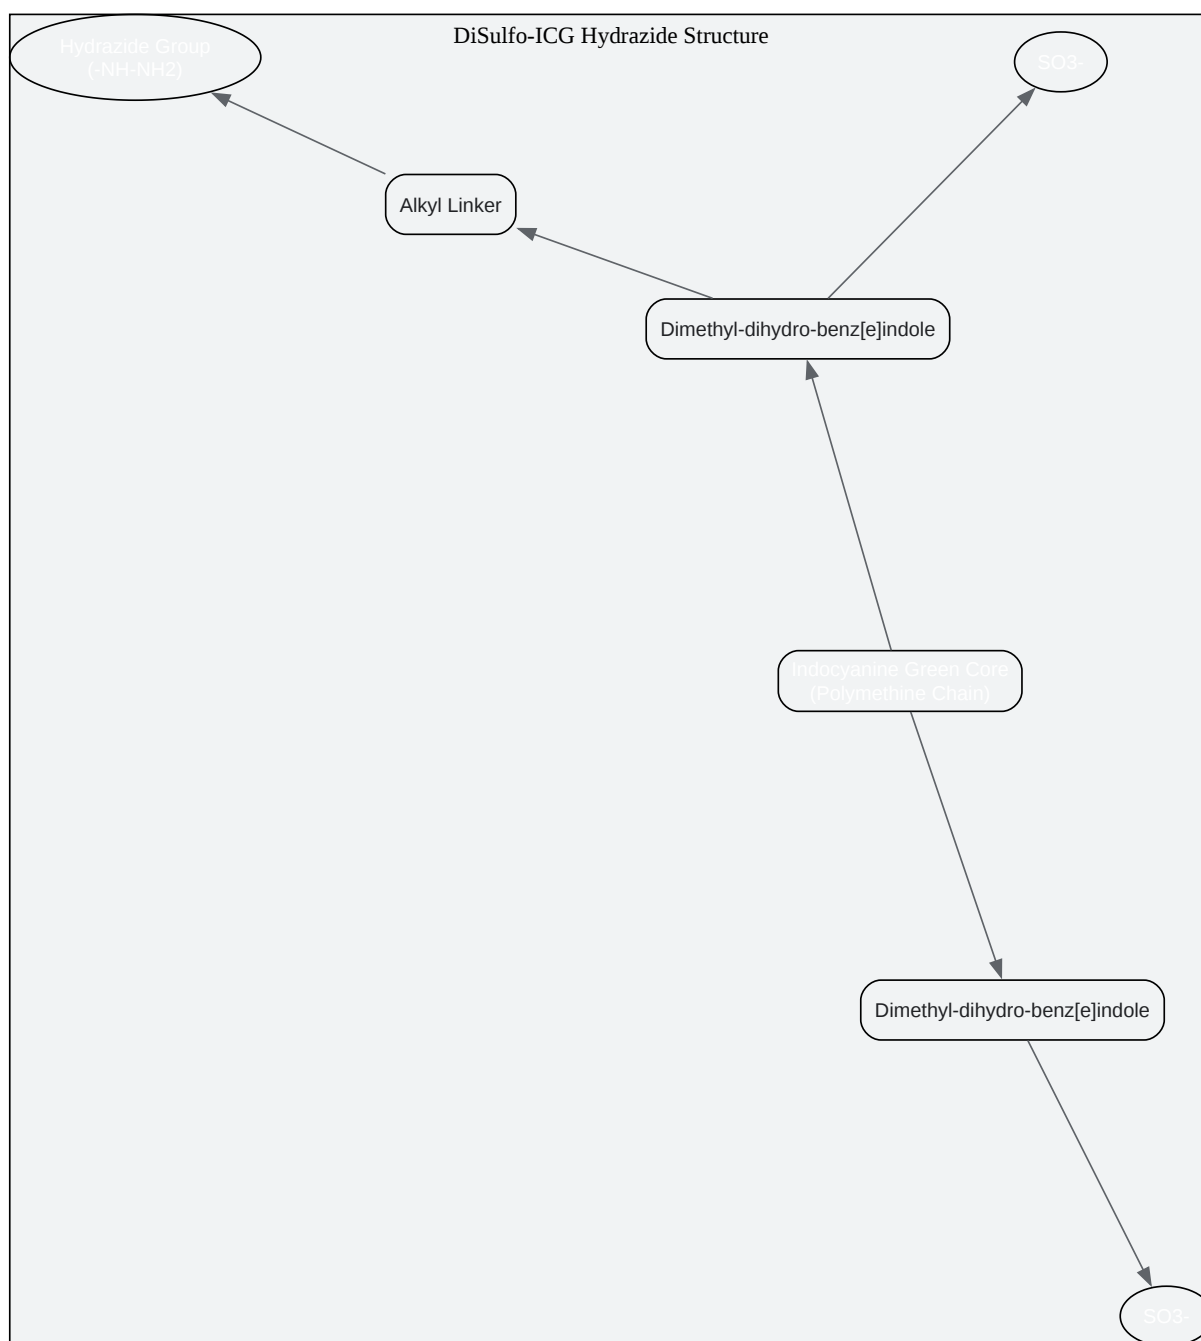 DiSulfo-ICG Hydrazide Structure
Hydrazide Group
(-NH-NH2)
SO3-
Alkyl Linker
Dimethyl-dihydro-benz[e]indole
Indocyanine Green Core
(Polymethine Chain)
Dimethyl-dihydro-benz[e]indole
SO3-